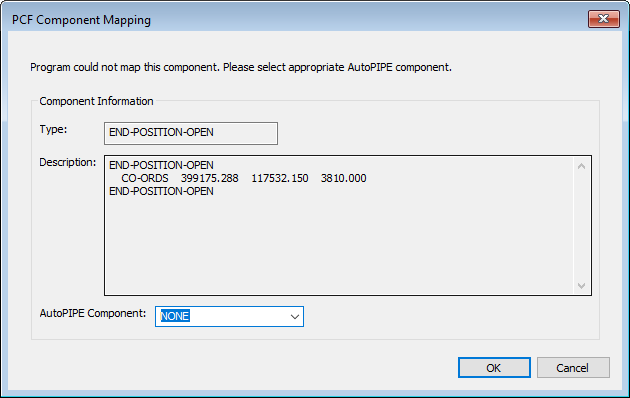 PCF Component Mapping
Program could not map this component. Please select appropriate AutoPIPE component.
Component Information
Type: END-POSITION-OPEN
Description: END-POSITION-OPEN
CO-ORDS 399175.288 117532.150 3810.000
END-POSITION-OPEN
AutoPIPE Component: NONE
OK Cancel